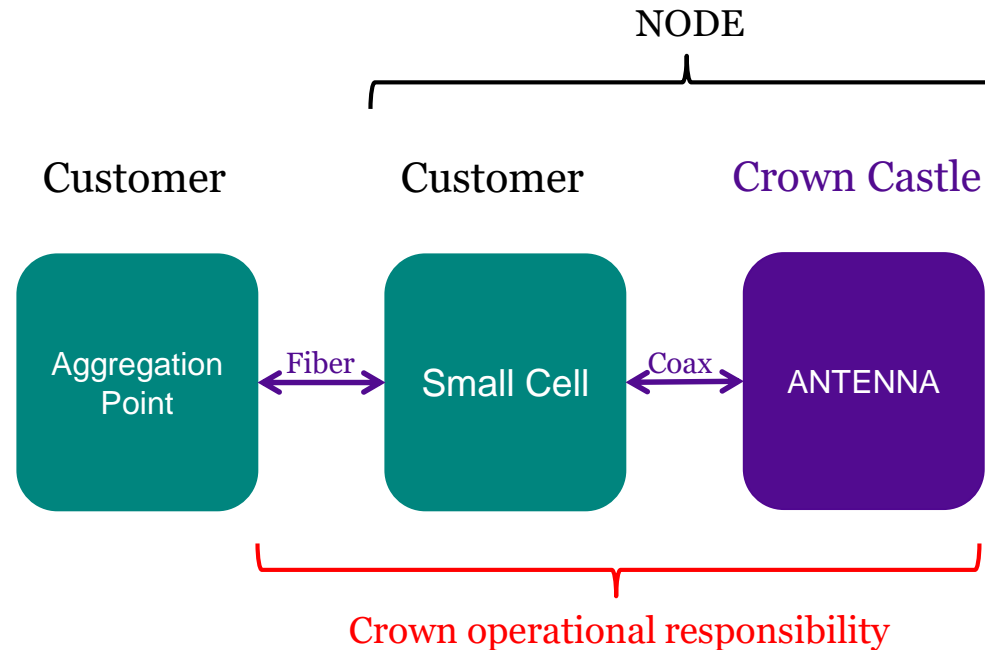 NODE
Customer
Customer
Crown Castle
Aggregation
Point
Fiber
Small Cell
Coax
ANTENNA
Crown operational responsibility